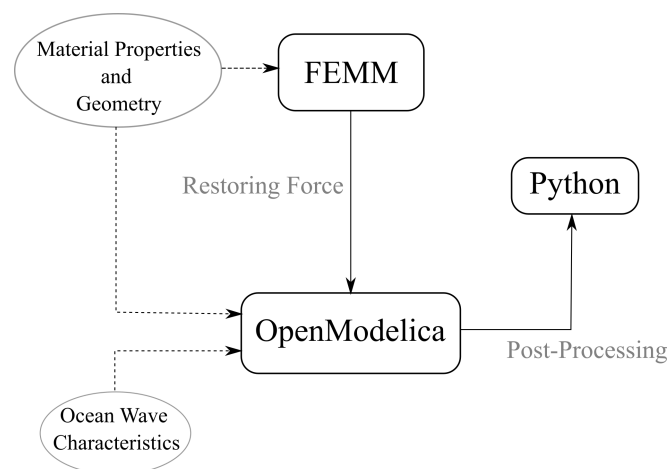 Material Properties
and
Geometry
FEMM
Restoring Force
Python
OpenModelica
Post-Processing
Ocean Wave
Characteristics